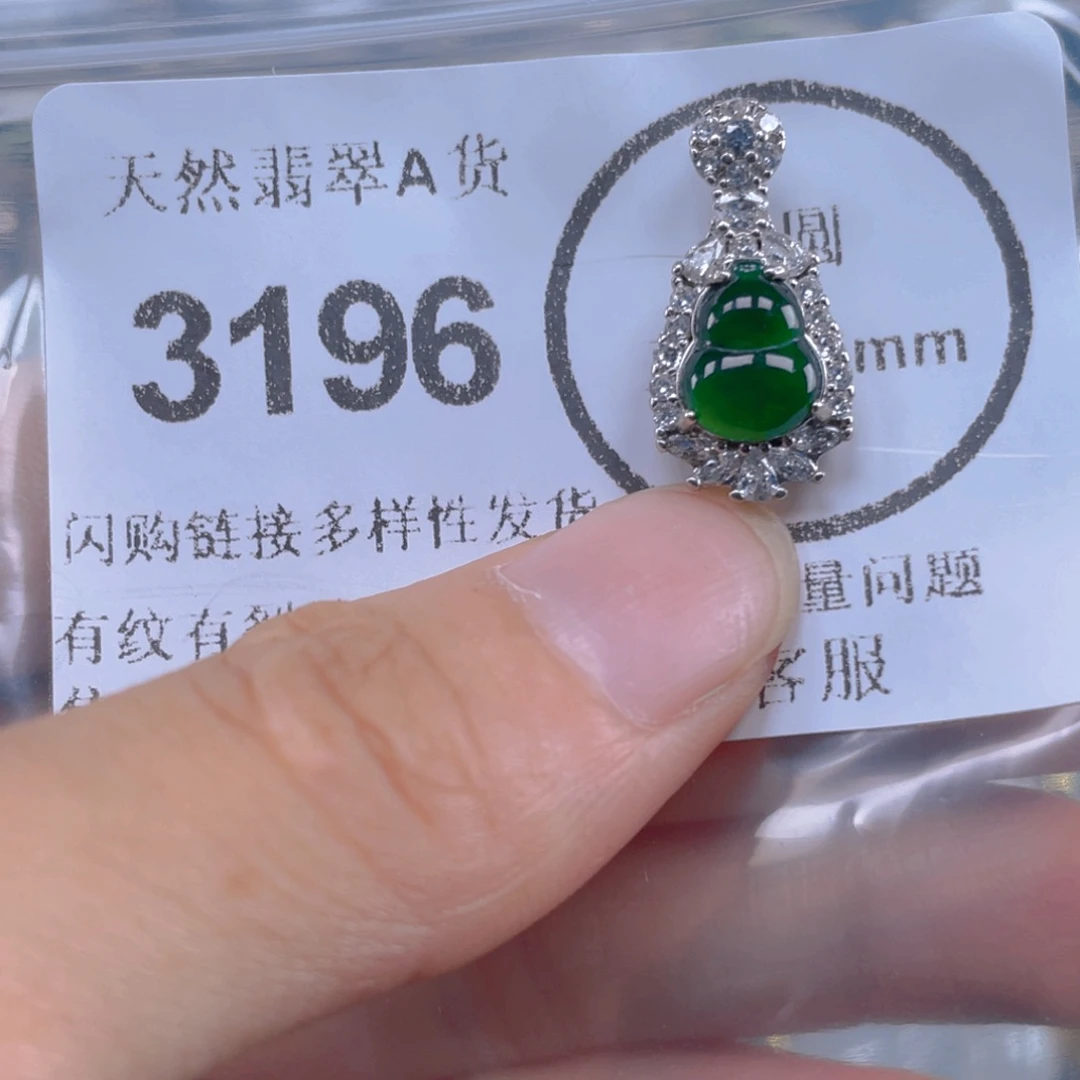 天然翡翠A货
3196
圆
mm
闪购链接多样性发货
有纹有 量问题
客服